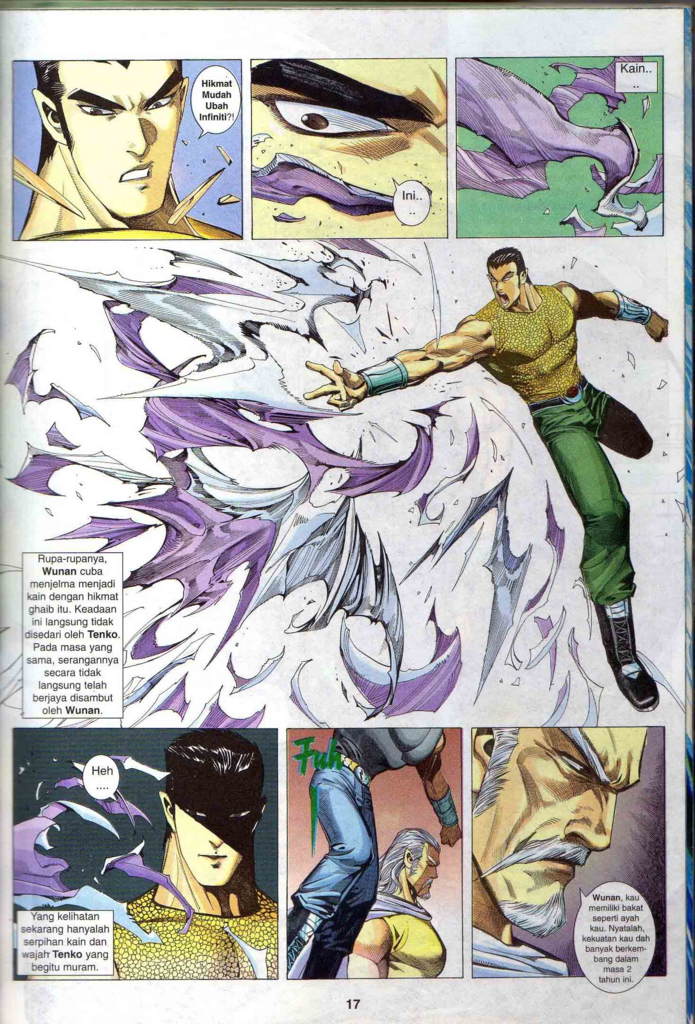 Hikmat
Mudah
Ubah
Infiniti?!
Ini..
..
Kain..
..
Rupa-rupanya,
Wunan cuba
menjelma menjadi
kain dengan hikmat
ghaib itu. Keadaan
ini langsung tidak
disedari oleh Tenko.
Pada masa yang
sama, serangannya
secara tidak
langsung telah
berjaya disambut
oleh Wunan.
Heh
....
Yang kelihatan
sekarang hanyalah
serpihan kain dan
wajah Tenko yang
begitu muram.
Fuh
Wunan, kau
memiliki bakat
seperti ayah
kau. Nyatalah,
kekuatan kau dah
banyak berkem-
bang dalam
masa 2
tahun ini.
17